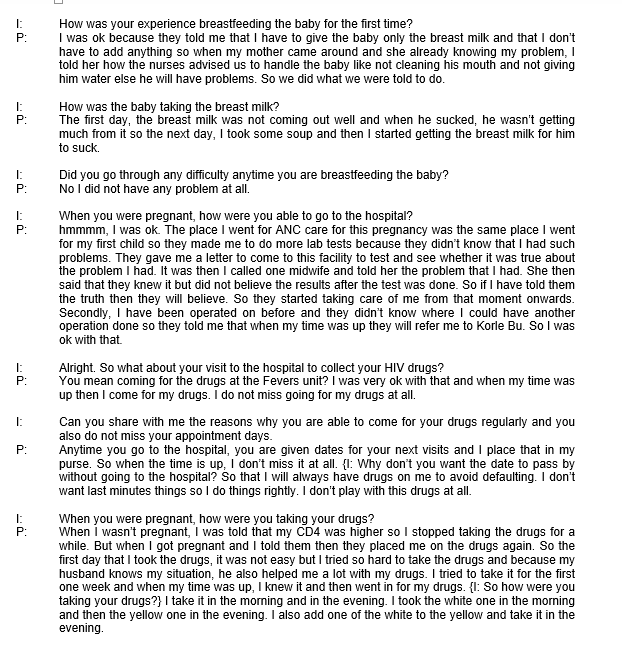 I: How was your experience breastfeeding the baby for the first time?
P: I was ok because they told me that I have to give the baby only the breast milk and that I don't
have to add anything so when my mother came around and she already knowing my problem, I
told her how the nurses advised us to handle the baby like not cleaning his mouth and not giving
him water else he will have problems. So we did what we were told to do.
I: How was the baby taking the breast milk?
P: The first day, the breast milk was not coming out well and when he sucked, he wasn't getting
much from it so the next day, I took some soup and then I started getting the breast milk for him
to suck.
I: Did you go through any difficulty anytime you are breastfeeding the baby?
P: No I did not have any problem at all.
I: When you were pregnant, how were you able to go to the hospital?
P: hmmmm, I was ok. The place I went for ANC care for this pregnancy was the same place I went
for my first child so they made me to do more lab tests because they didn't know that I had such
problems. They gave me a letter to come to this facility to test and see whether it was true about
the problem I had. It was then I called one midwife and told her the problem that I had. She then
said that they knew it but did not believe the results after the test was done. So if I have told them
the truth then they will believe. So they started taking care of me from that moment onwards.
Secondly, I have been operated on before and they didn't know where I could have another
operation done so they told me that when my time was up they will refer me to Korle Bu. So I was
ok with that.
I: Alright. So what about your visit to the hospital to collect your HIV drugs?
P: You mean coming for the drugs at the Fevers unit? I was very ok with that and when my time was
up then I come for my drugs. I do not miss going for my drugs at all.
I: Can you share with me the reasons why you are able to come for your drugs regularly and you
also do not miss your appointment days.
P: Anytime you go to the hospital, you are given dates for your next visits and I place that in my
purse. So when the time is up, I don't miss it at all. {I: Why don't you want the date to pass by
without going to the hospital? So that I will always have drugs on me to avoid defaulting. I don't
want last minutes things so I do things rightly. I don't play with this drugs at all.
I: When you were pregnant, how were you taking your drugs?
P: When I wasn't pregnant, I was told that my CD4 was higher so I stopped taking the drugs for a
while. But when I got pregnant and I told them then they placed me on the drugs again. So the
first day that I took the drugs, it was not easy but I tried so hard to take the drugs and because my
husband knows my situation, he also helped me a lot with my drugs. I tried to take it for the first
one week and when my time was up, I knew it and then went in for my drugs. {I: So how were you
taking your drugs?} I take it in the morning and in the evening. I took the white one in the morning
and then the yellow one in the evening. I also add one of the white to the yellow and take it in the
evening.